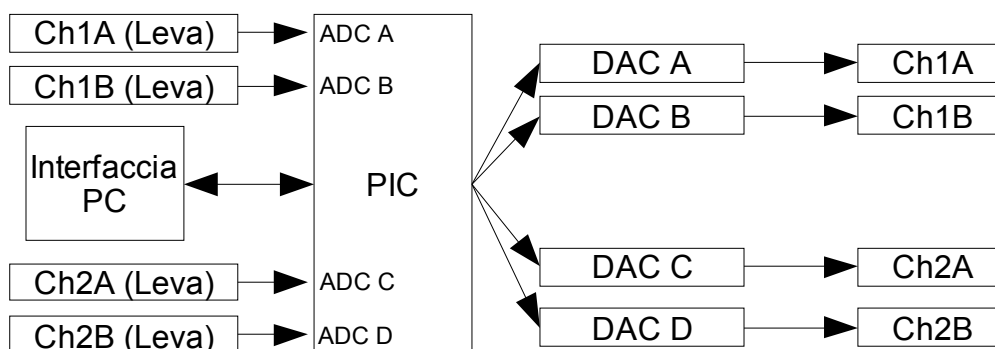 Ch1A (Leva)
ADC A
DAC A
Ch1A
Ch1B (Leva)
ADC B
DAC B
Ch1B
Interfaccia
PC
PIC
Ch2A (Leva)
ADC C
DAC C
Ch2A
Ch2B (Leva)
ADC D
DAC D
Ch2B